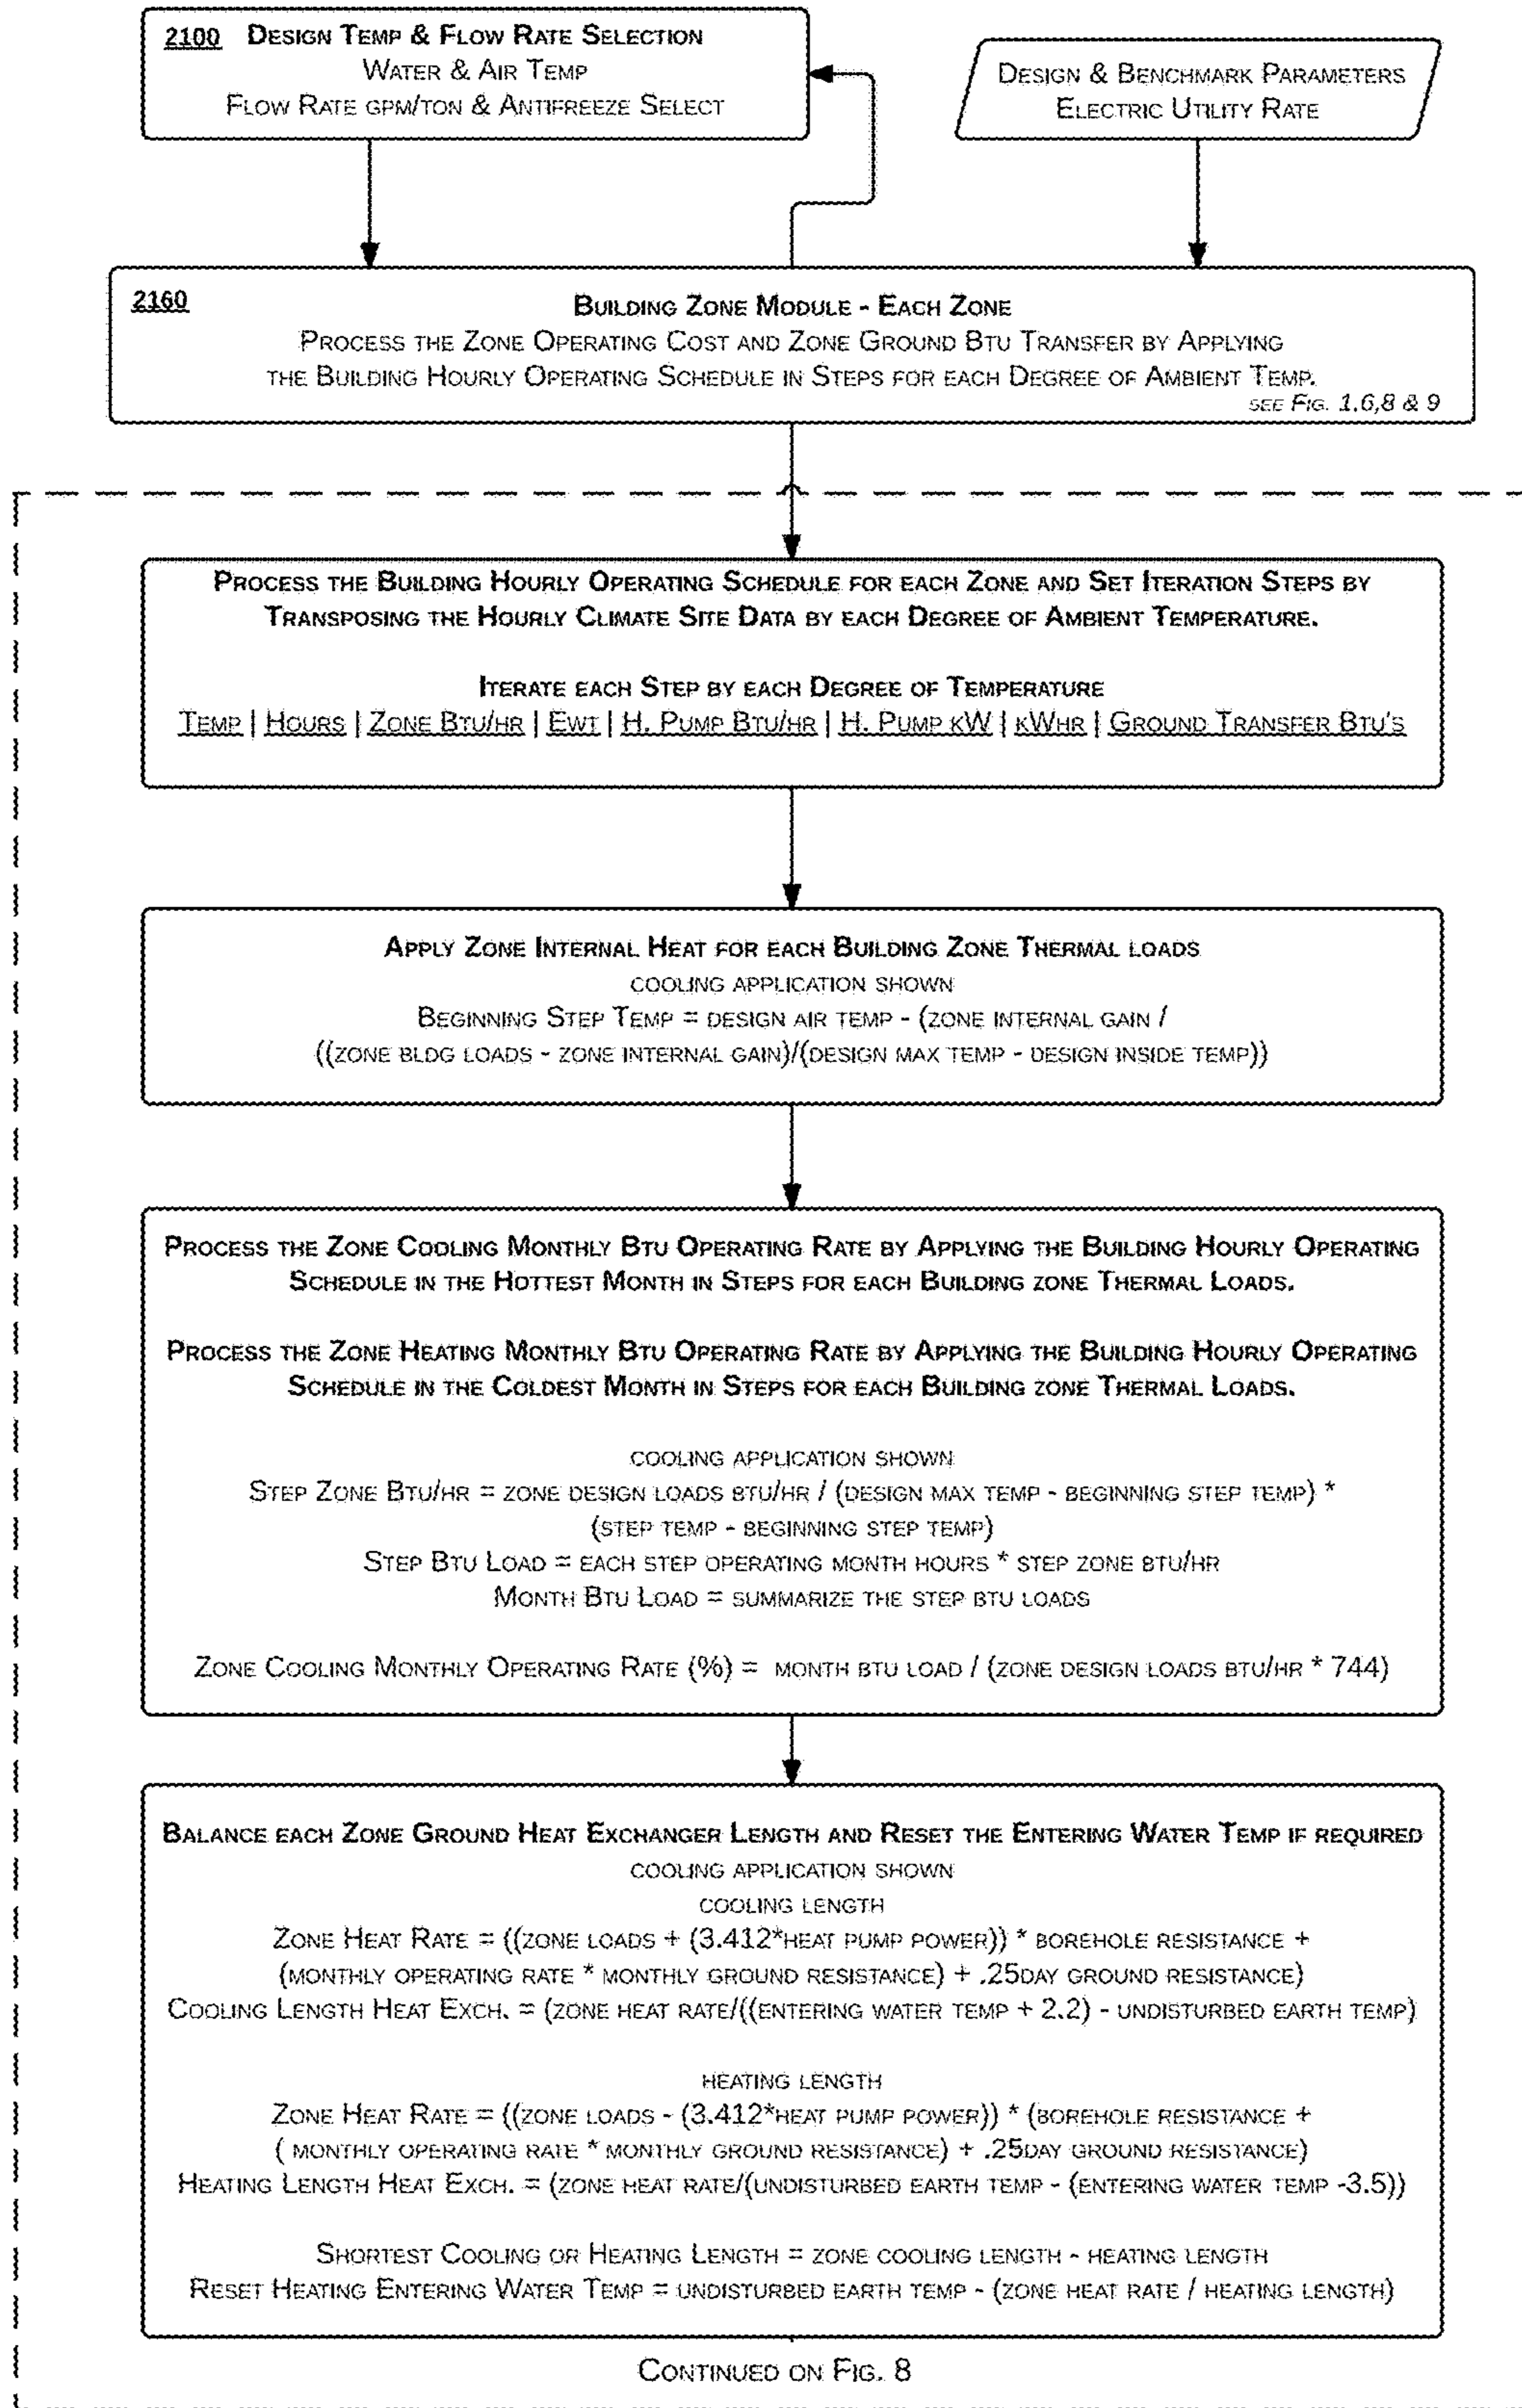 2100 Design Temp & Flow Rate Selection
Water & Air Temp
Flow Rate gpm/ton & Antifreeze Select
Design & Benchmark Parameters
Electric Utility Rate
2160
Building Zone Module - Each Zone
Process the Zone Operating Cost and Zone Ground Btu Transfer by Applying
the Building Hourly Operating Schedule in Steps for each Degree of Ambient Temp.
see Fig. 1.6,8 & 9
Process the Building Hourly Operating Schedule for each Zone and Set Iteration Steps by
Transposing the Hourly Climate Site Data by each Degree of Ambient Temperature.
Iterate each Step by each Degree of Temperature
Temp | Hours | Zone Btu/hr | Ewt | H. Pump Btu/hr | H. Pump kW | kWhr | Ground Transfer Btu's
Apply Zone Internal Heat for each Building Zone Thermal loads
cooling application shown
Beginning Step Temp = design air temp - (zone internal gain /
((zone bldg loads - zone internal gain)/(design max temp - design inside temp))
Process the Zone Cooling Monthly Btu Operating Rate by Applying the Building Hourly Operating
Schedule in the Hottest Month in Steps for each Building zone Thermal Loads.
Process the Zone Heating Monthly Btu Operating Rate by Applying the Building Hourly Operating
Schedule in the Coldest Month in Steps for each Building zone Thermal Loads.
cooling application shown
Step Zone Btu/hr = zone design loads btu/hr / (design max temp - beginning step temp) *
(step temp - beginning step temp)
Step Btu Load = each step operating month hours * step zone btu/hr
Month Btu Load = summarize the step btu loads
Zone Cooling Monthly Operating Rate (%) = month btu load / (zone design loads btu/hr * 744)
Balance each Zone Ground Heat Exchanger Length and Reset the Entering Water Temp if required
cooling application shown
cooling length
Zone Heat Rate = ((zone loads + (3.412*heat pump power)) * borehole resistance +
(monthly operating rate * monthly ground resistance) + .25day ground resistance)
Cooling Length Heat Exch. = (zone heat rate/((entering water temp + 2.2) - undisturbed earth temp)
heating length
Zone Heat Rate = ((zone loads - (3.412*heat pump power)) * (borehole resistance +
( monthly operating rate * monthly ground resistance) + .25day ground resistance)
Heating Length Heat Exch. = (zone heat rate/(undisturbed earth temp - (entering water temp -3.5))
Shortest Cooling or Heating Length = zone cooling length - heating length
Reset Heating Entering Water Temp = undisturbed earth temp - (zone heat rate / heating length)
Continued on Fig. 8